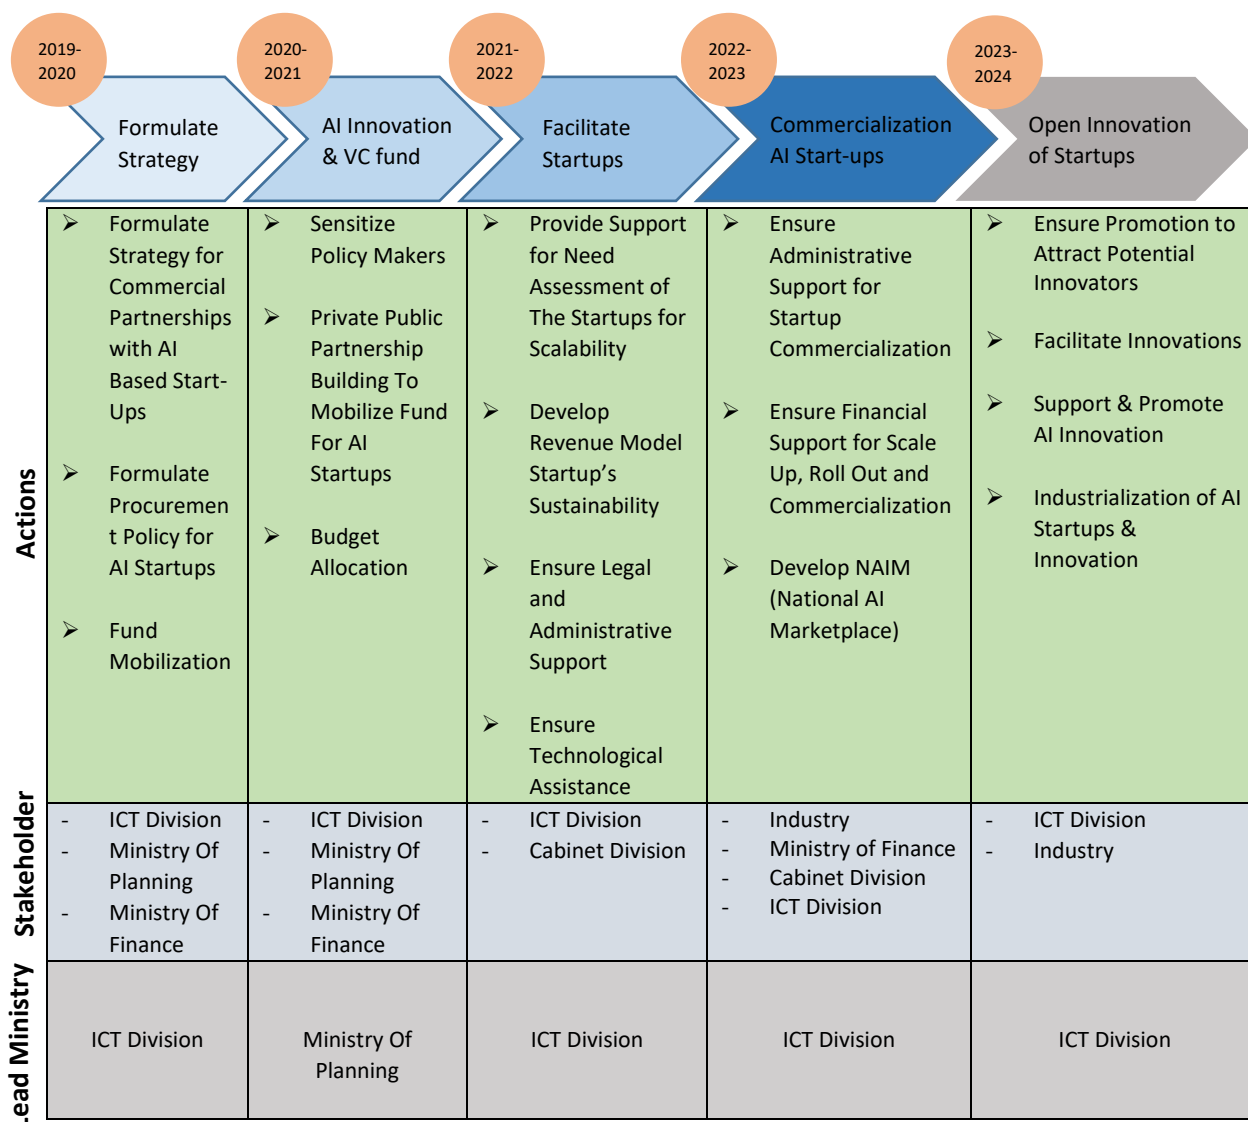 2019-
2020
2020-
2021
2021-
2022
2022-
2023
2023-
2024
Formulate
Strategy
AI Innovation
& VC fund
Facilitate
Startups
Commercialization
AI Start-ups
Open Innovation
of Startups
Actions
➢ Formulate
Strategy for
Commercial
Partnerships
with AI
Based Start-
Ups
➢ Formulate
Procuremen
t Policy for
AI Startups
➢ Fund
Mobilization
➢ Sensitize
Policy Makers
➢ Private Public
Partnership
Building To
Mobilize Fund
For AI
Startups
➢ Budget
Allocation
➢ Provide Support
for Need
Assessment of
The Startups for
Scalability
➢ Develop
Revenue Model
Startup’s
Sustainability
➢ Ensure Legal
and
Administrative
Support
➢ Ensure
Technological
Assistance
➢ Ensure
Administrative
Support for
Startup
Commercialization
➢ Ensure Financial
Support for Scale
Up, Roll Out and
Commercialization
➢ Develop NAIM
(National AI
Marketplace)
➢ Ensure Promotion to
Attract Potential
Innovators
➢ Facilitate Innovations
➢ Support & Promote
AI Innovation
➢ Industrialization of AI
Startups &
Innovation
Stakeholder
- ICT Division
- Ministry Of
Planning
- Ministry Of
Finance
- ICT Division
- Ministry Of
Planning
- Ministry Of
Finance
- ICT Division
- Cabinet Division
- Industry
- Ministry of Finance
- Cabinet Division
- ICT Division
- ICT Division
- Industry
Lead Ministry
ICT Division
Ministry Of
Planning
ICT Division
ICT Division
ICT Division